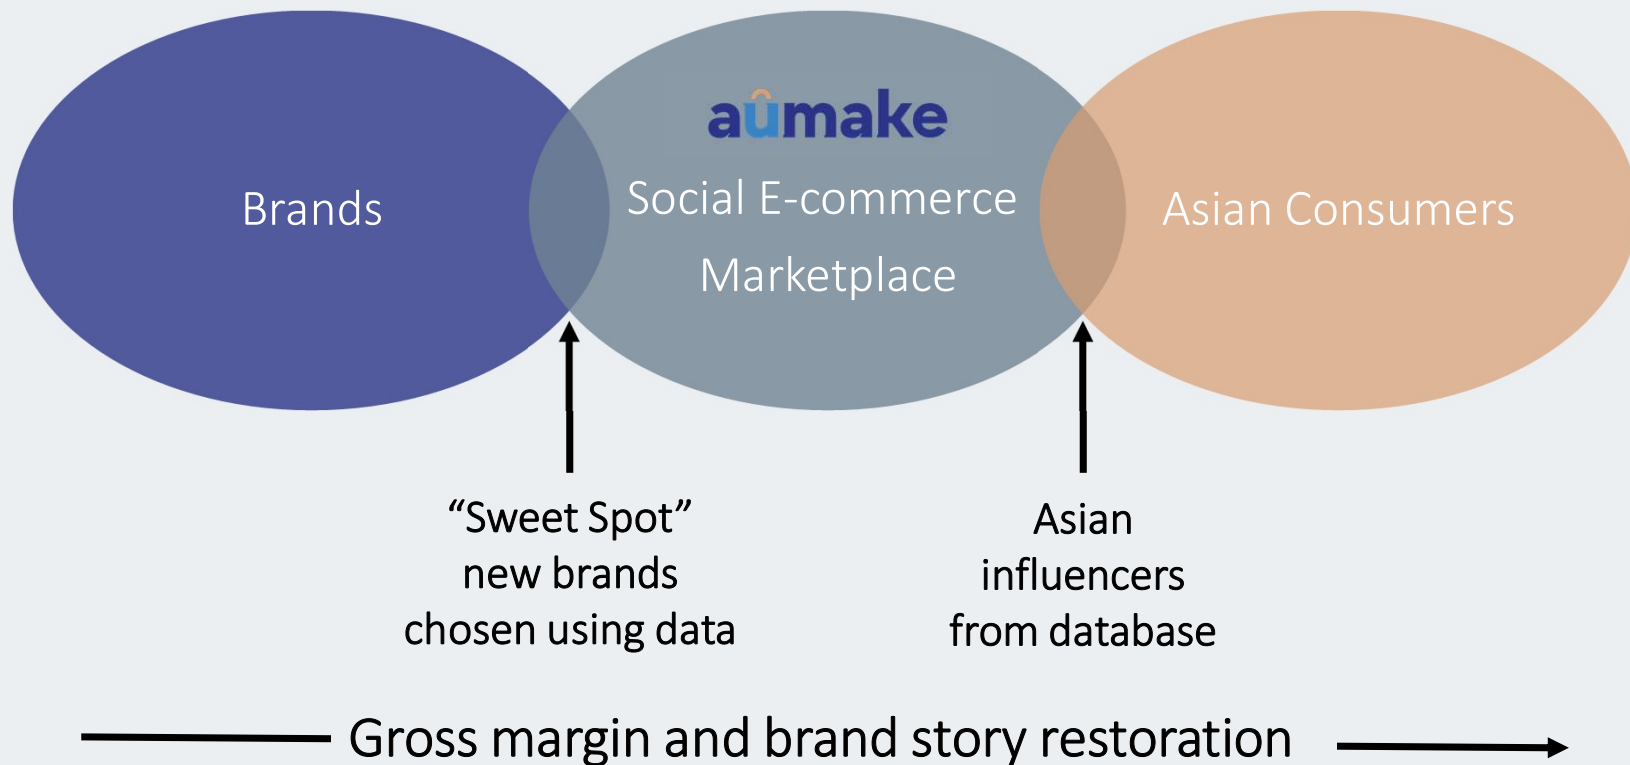 Brands
aûmake
Social E-commerce
Marketplace
Asian Consumers
“Sweet Spot”
new brands
chosen using data
Asian
influencers
from database
Gross margin and brand story restoration